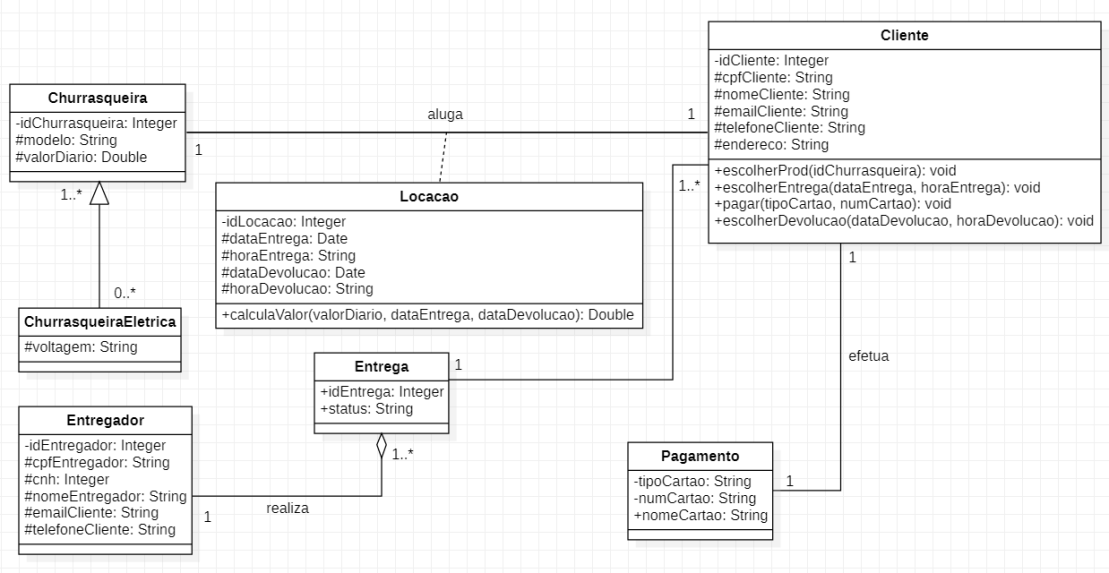 Cliente
-idCliente: Integer
#cpfCliente: String
#nomeCliente: String
#emailCliente: String
#telefoneCliente: String
#endereco: String
+escolherProd(idChurrasqueira): void
+escolherEntrega(dataEntrega, horaEntrega): void
+pagar(tipoCartao, numCartao): void
+escolherDevolucao(dataDevolucao, horaDevolucao): void
Churrasqueira
-idChurrasqueira: Integer
#modelo: String
#valorDiario: Double
aluga
1
1
1..*
1..*
Locacao
-idLocacao: Integer
#dataEntrega: Date
#horaEntrega: String
#dataDevolucao: Date
#horaDevolucao: String
+calculaValor(valorDiario, dataEntrega, dataDevolucao): Double
0..*
ChurrasqueiraEletrica
#voltagem: String
1
efetua
Entrega
+idEntrega: Integer
+status: String
1
1..*
Entregador
-idEntregador: Integer
#cpfEntregador: String
#cnh: Integer
#nomeEntregador: String
#emailCliente: String
#telefoneCliente: String
1
realiza
Pagamento
-tipoCartao: String
-numCartao: String
+nomeCartao: String
1